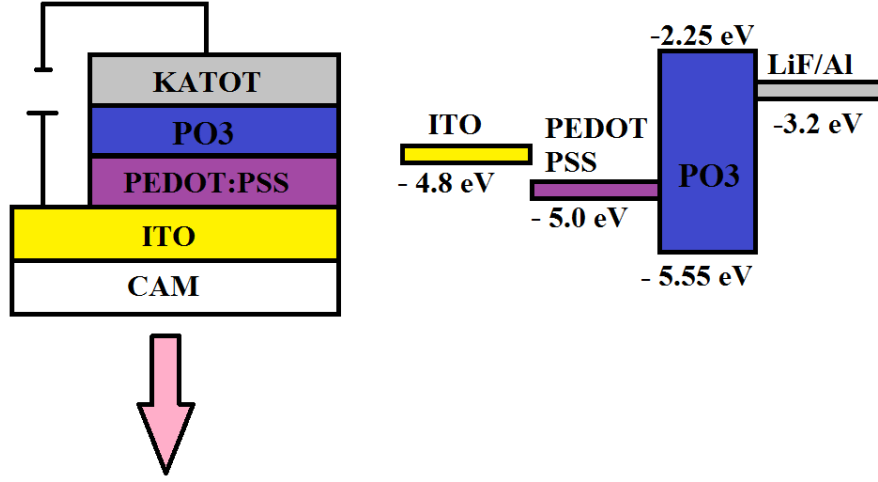 KATOT
PO3
PEDOT:PSS
ITO
CAM
-2.25 eV
LiF/Al
-3.2 eV
ITO
- 4.8 eV
PEDOT
PSS
- 5.0 eV
PO3
- 5.55 eV